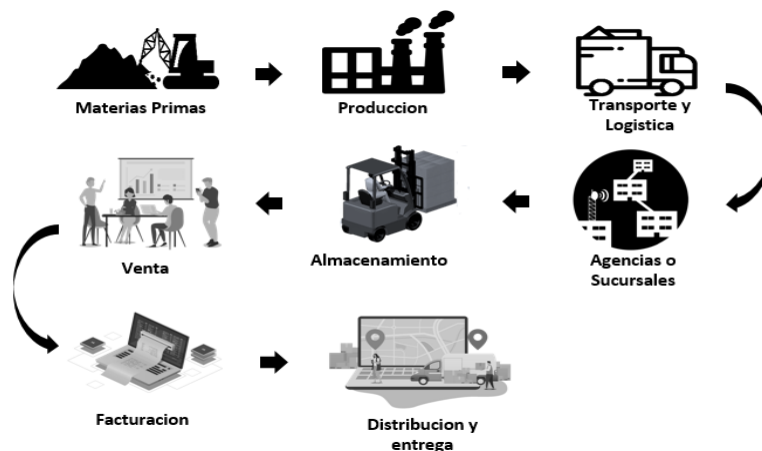 Materias Primas
Produccion
Transporte y
Logistica
Agencias o
Sucursales
Almacenamiento
Venta
Facturacion
Distribucion y
entrega